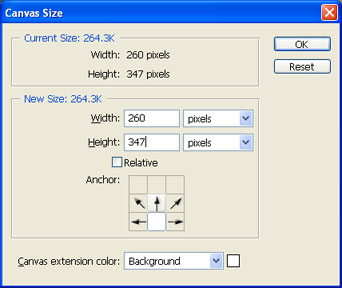 Canvas Size
Current Size: 264.3K
Width: 260 pixels
Height: 347 pixels
OK
Reset
New Size: 264.3K
Width: 260 pixels
Height: 347 pixels
Relative
Anchor:
Canvas extension color: Background